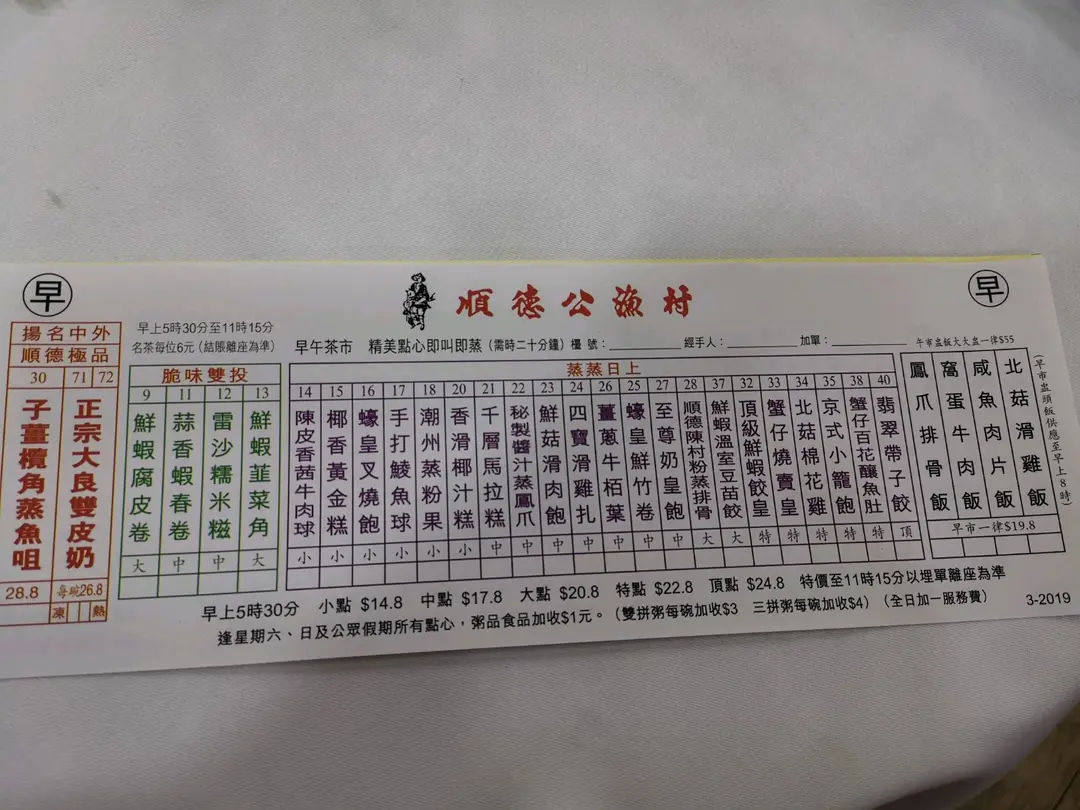 早
順德公漁村
早
揚名中外
順德極品
30
71 72
子薑欖角蒸魚咀
正宗大良雙皮奶
28.8
每碗26.8
凍 熱
早上5時30分至11時15分
名茶每位6元(結賬離座為準)
脆味雙投
9 11 12 13
鮮蝦腐皮卷
蒜香蝦春卷
雷沙糯米糍
鮮蝦韮菜角
大 中 中 大
早午茶市 精美點心即叫即蒸(需時二十分鐘) 檯號: 經手人: 加單:
蒸蒸日上
14 15 16 17 18 20 21 22 23 24 26 25 27 28 37 32 33 34 35 38 40
陳皮香茜牛肉球
椰香黃金糕
蠔皇叉燒飽
手打鯪魚球
潮州蒸粉果
香滑椰汁糕
千層馬拉糕
秘製醬汁蒸鳳爪
鮮菇滑肉飽
四寶滑雞扎
薑蔥牛栢葉
蠔皇鮮竹卷
至尊奶皇飽
順德陳村粉蒸排骨
鮮蝦溫室豆苗餃
頂級鮮蝦餃皇
蟹仔燒賣皇
北菇棉花雞
京式小籠飽
蟹仔百花釀魚肚
翡翠帶子餃
小 小 小 小 小 小 中 中 中 中 中 中 中 大 大 特 特 特 特 特 頂
午市盅飯大大盅一律$55
鳳爪排骨飯
窩蛋牛肉飯
咸魚肉片飯
北菇滑雞飯
(早市盅頭飯供應至早上8時)
早市一律$19.8
早上5時30分 小點 $14.8 中點 $17.8 大點 $20.8 特點 $22.8 頂點 $24.8 特價至11時15分以埋單離座為準
逢星期六、日及公眾假期所有點心,粥品食品加收$1元。(雙拼粥每碗加收$3 三拼粥每碗加收$4) (全日加一服務費)
3-2019